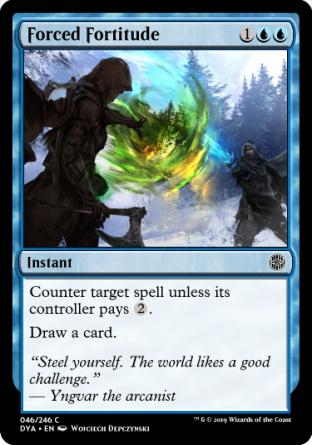 Forced Fortitude 1UU
Instant
Counter target spell unless its
controller pays 2.
Draw a card.
“Steel yourself. The world likes a good
challenge.”
— Yngvar the arcanist
046/246 C
DYA • EN Wojciech Depczynski ™ & © 2019 Wizards of the Coast